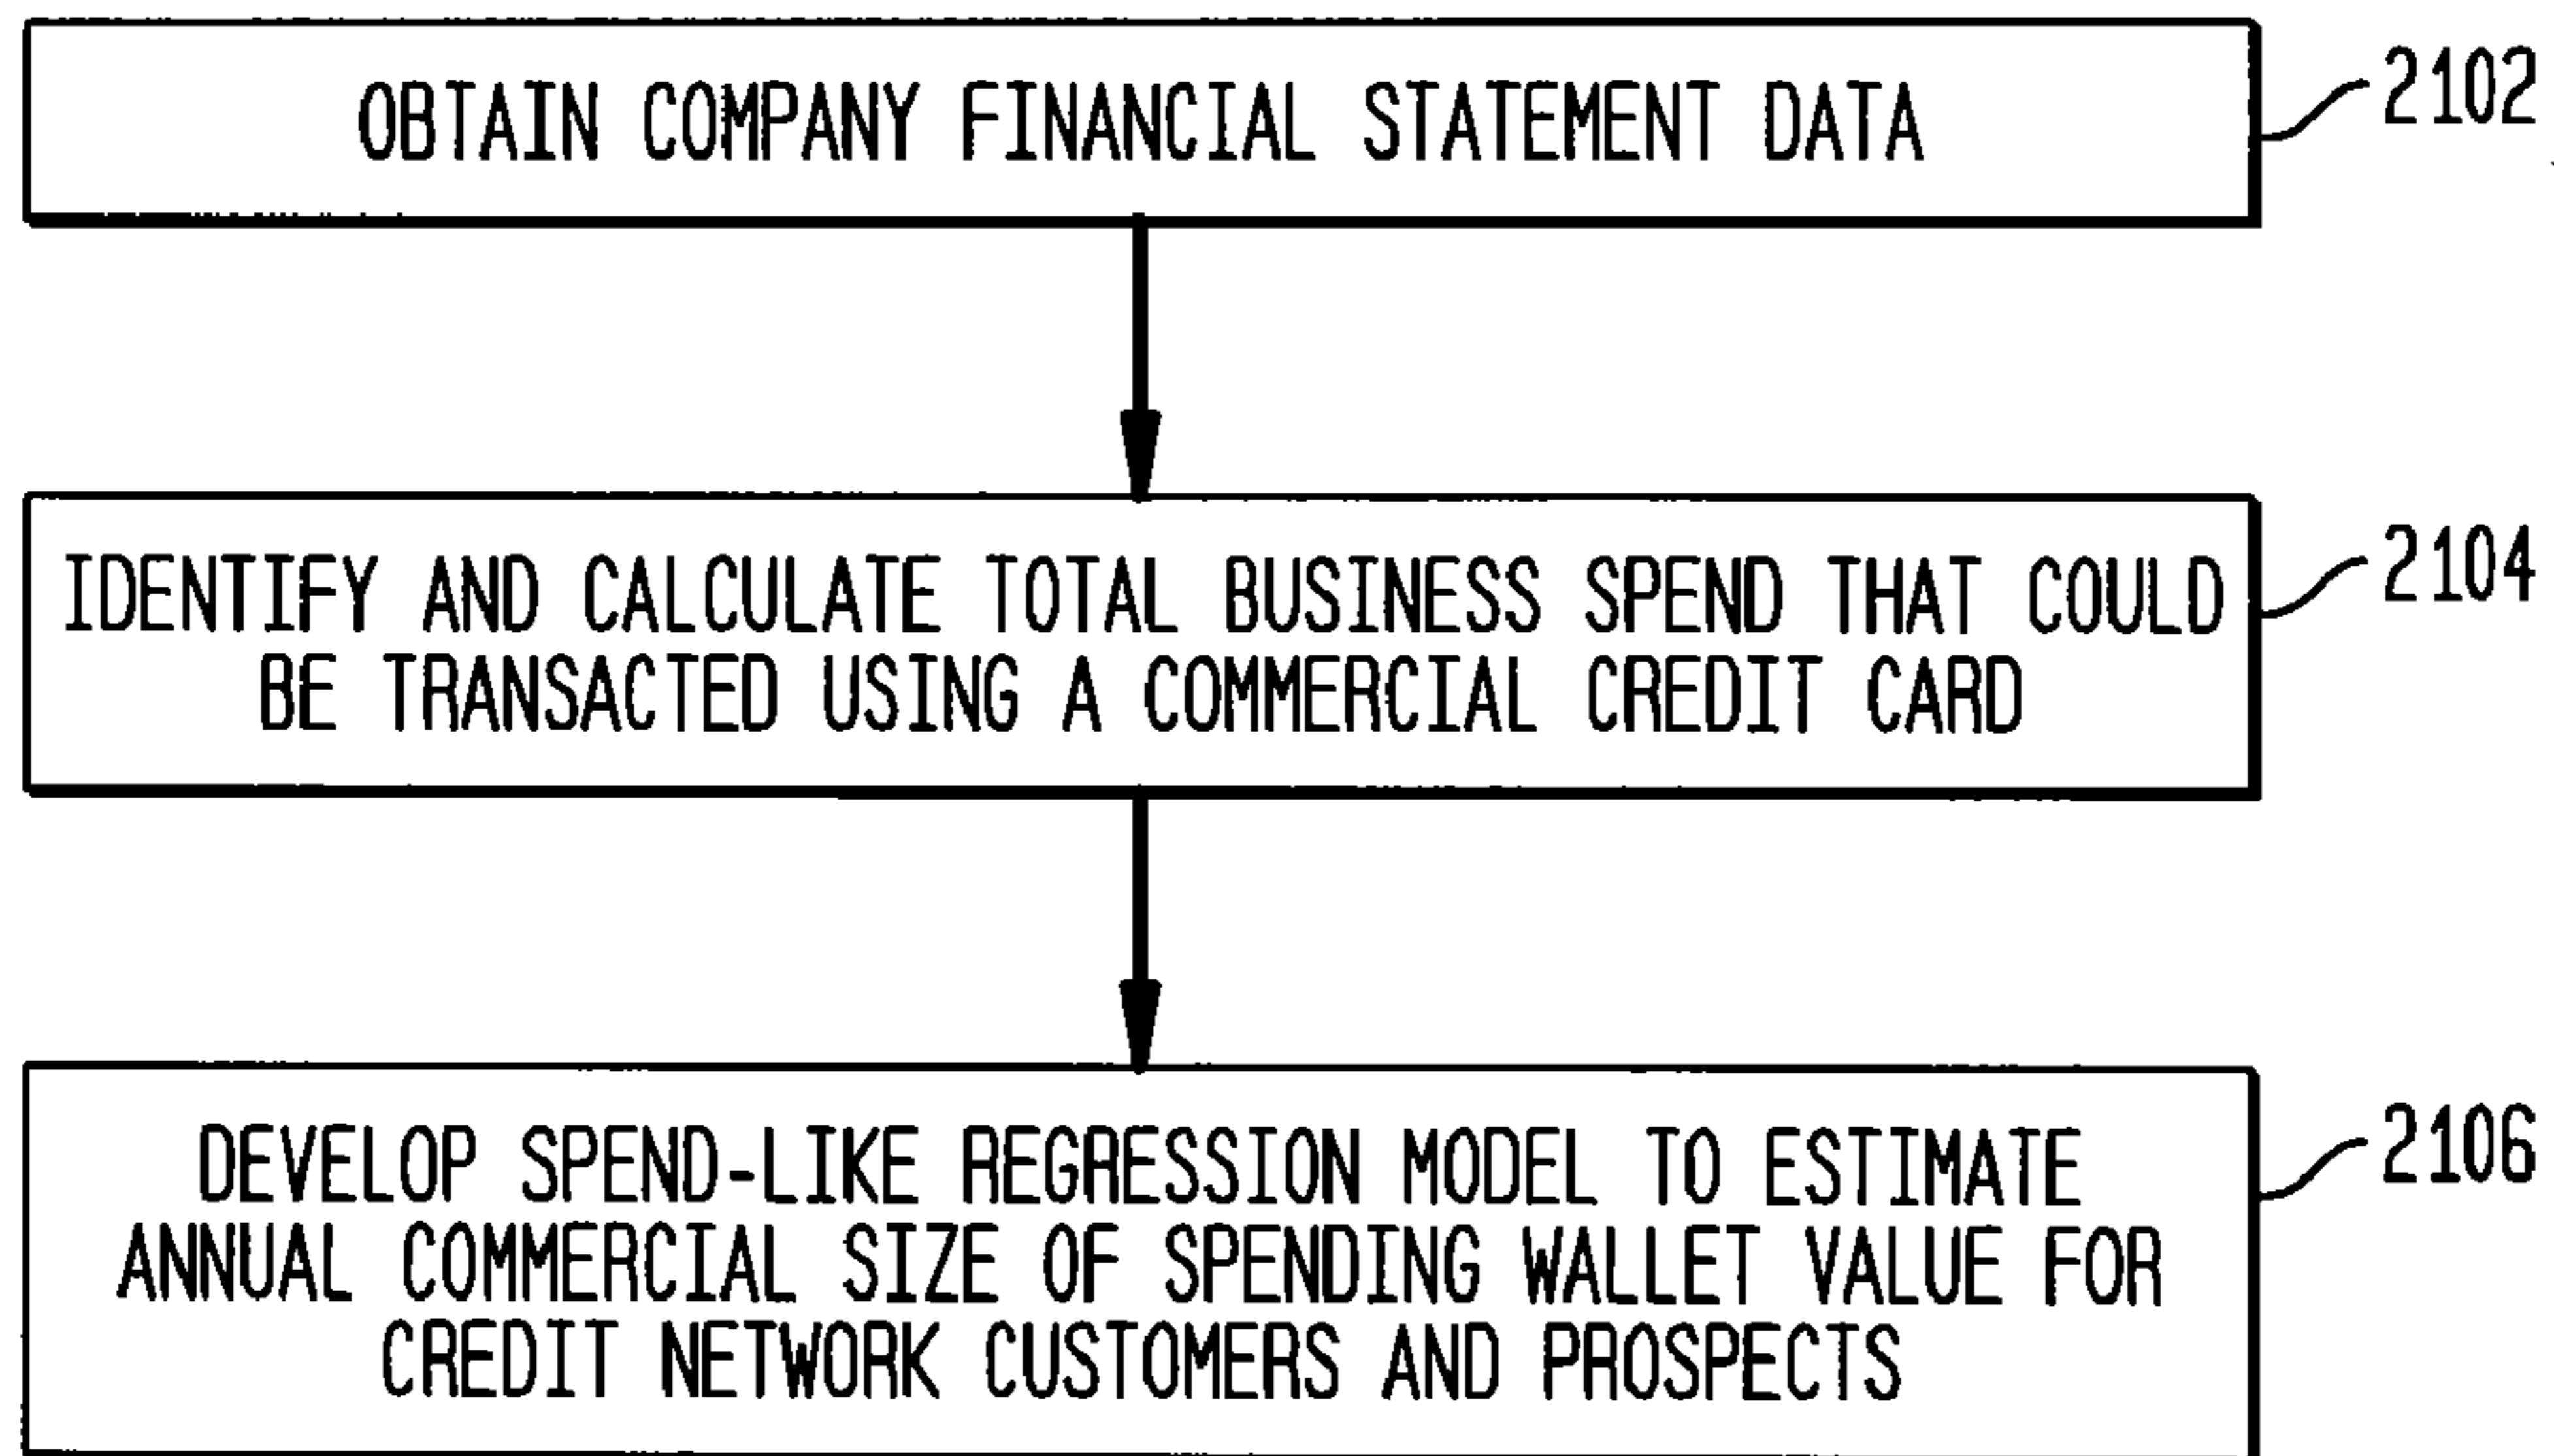 OBTAIN COMPANY FINANCIAL STATEMENT DATA
2102
IDENTIFY AND CALCULATE TOTAL BUSINESS SPEND THAT COULD
BE TRANSACTED USING A COMMERCIAL CREDIT CARD
2104
DEVELOP SPEND-LIKE REGRESSION MODEL TO ESTIMATE
ANNUAL COMMERCIAL SIZE OF SPENDING WALLET VALUE FOR
CREDIT NETWORK CUSTOMERS AND PROSPECTS
2106